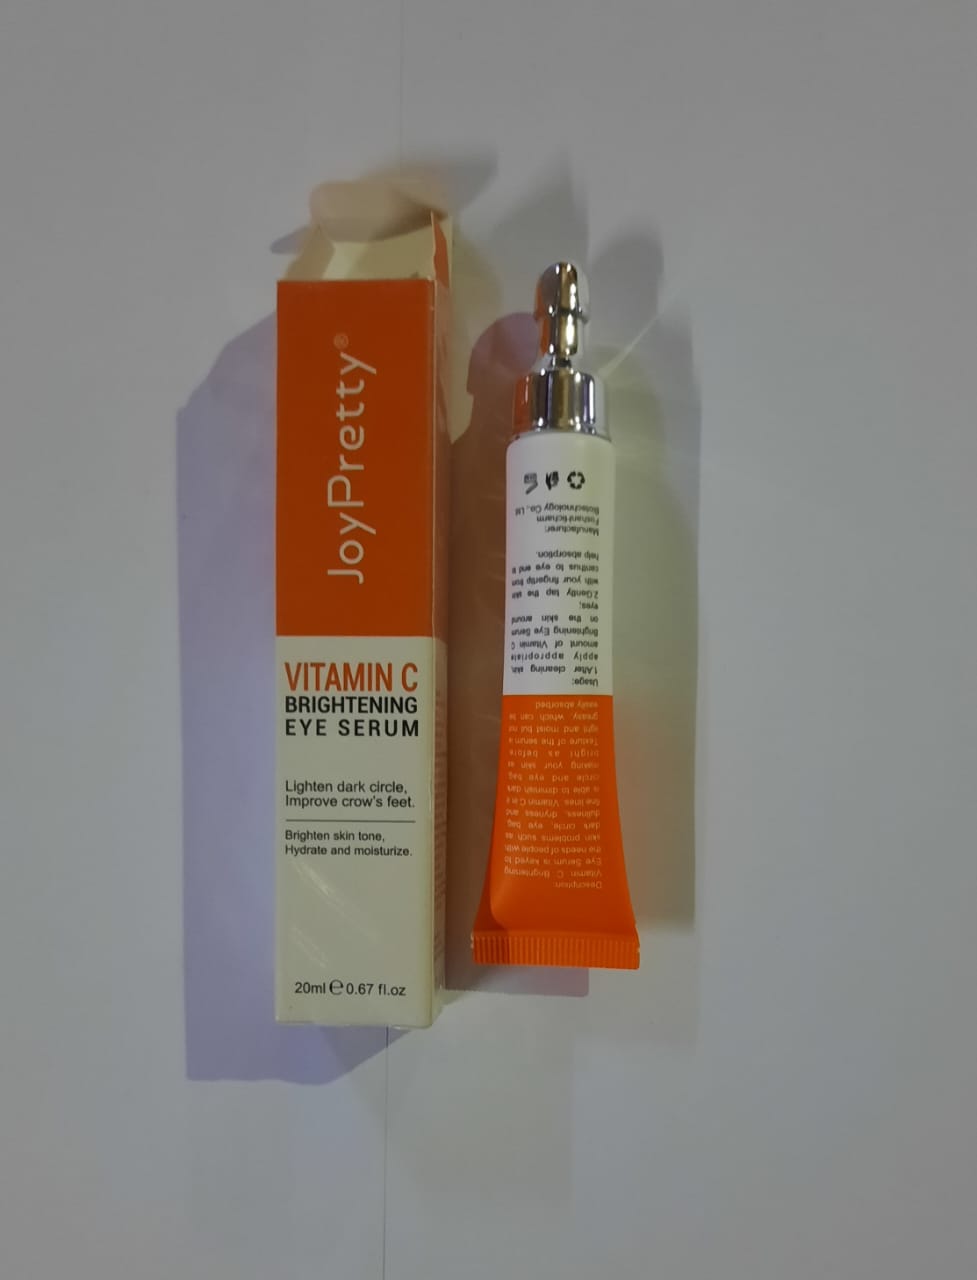 JoyPretty®
VITAMIN C
BRIGHTENING
EYE SERUM
Lighten dark circle,
Improve crow's feet.
Brighten skin tone,
Hydrate and moisturize.
20ml e 0.67 fl.oz
Description:
Vitamin C Brightening
Eye Serum is keyed to
the needs of people with
skin problems such as
dark circle, eye bag,
dullness, dryness and
fine lines. Vitamin C in it
is able to diminish dark
circle and eye bag
making your skin as
bright as before
Texture of the serum is
light and moist but not
greasy, which can be
easily absorbed
Usage:
1.After cleaning skin,
apply appropriate
amount of Vitamin C
Brightening Eye Serum
on the skin around
eyes;
2.Gently tap the skin
with your fingertip from
canthus to eye end to
help absorption.
Manufacturer:
Biotechnology Co., Ltd